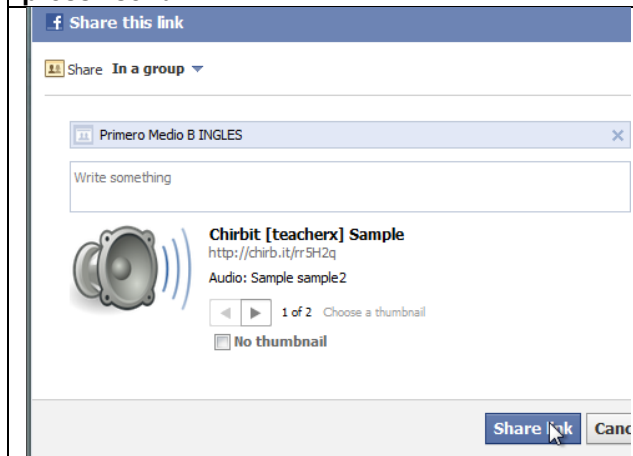 Share this link
Share In a group
Primero Medio B INGLES
Write something
Chirbit [teacherx] Sample
http://chirb.it/rr5H2q
Audio: Sample sample2
1 of 2 Choose a thumbnail
No thumbnail
Share link Canc